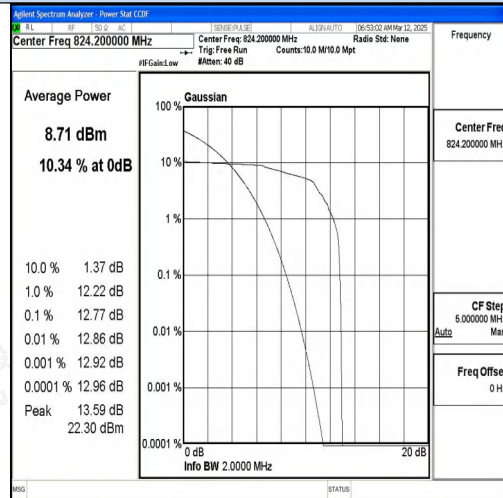 Agilent Spectrum Analyzer - Power Stat CCDF
RL RF 50 Ω AC SENSE:PULSE ALIGN AUTO 06:53:02 AM Mar 12, 2025
Center Freq 824.200000 MHz
Center Freq: 824.200000 MHz Radio Std: None
Trig: Free Run Counts:10.0 M/10.0 Mpt
#IFGain:Low #Atten: 40 dB
Frequency
Average Power
8.71 dBm
10.34 % at 0dB
10.0 % 1.37 dB
1.0 % 12.22 dB
0.1 % 12.77 dB
0.01 % 12.86 dB
0.001 % 12.92 dB
0.0001 % 12.96 dB
Peak 13.59 dB
22.30 dBm
Gaussian
100 %
10 %
1 %
0.1 %
0.01 %
0.001 %
0.0001 %
0 dB 20 dB
Info BW 2.0000 MHz
Center Fre
824.200000 MH
CF Step
5.000000 MH
Auto Ma
Freq Offse
0 H
MSG STATUS